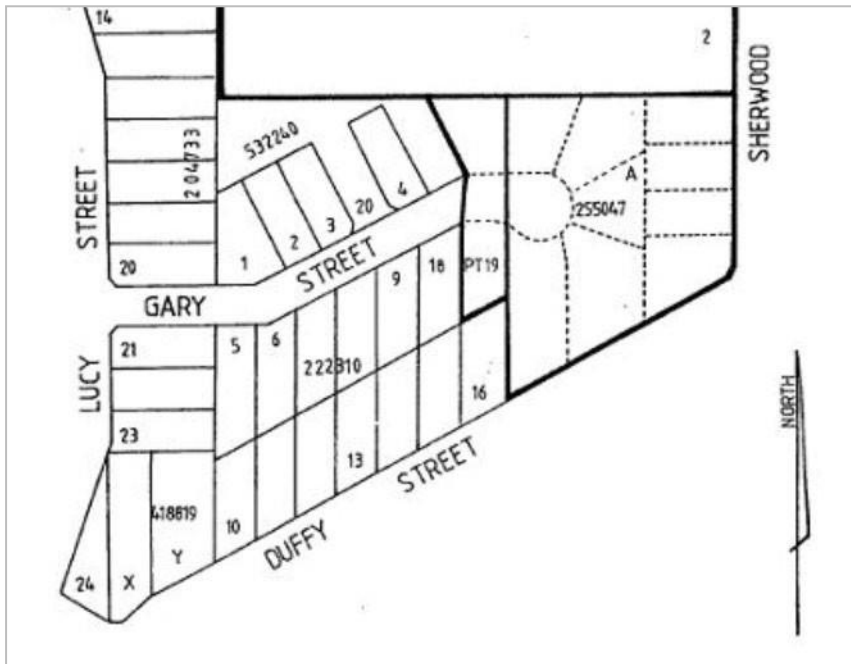 14
2
SHERWOOD
204733
532240
STREET
4
20
3
2
1
20
A
255047
STREET
GARY
9
18
PT19
5
6
222310
21
LUCY
23
16
13
STREET
NORTH
418819
10
DUFFY
24
X
Y